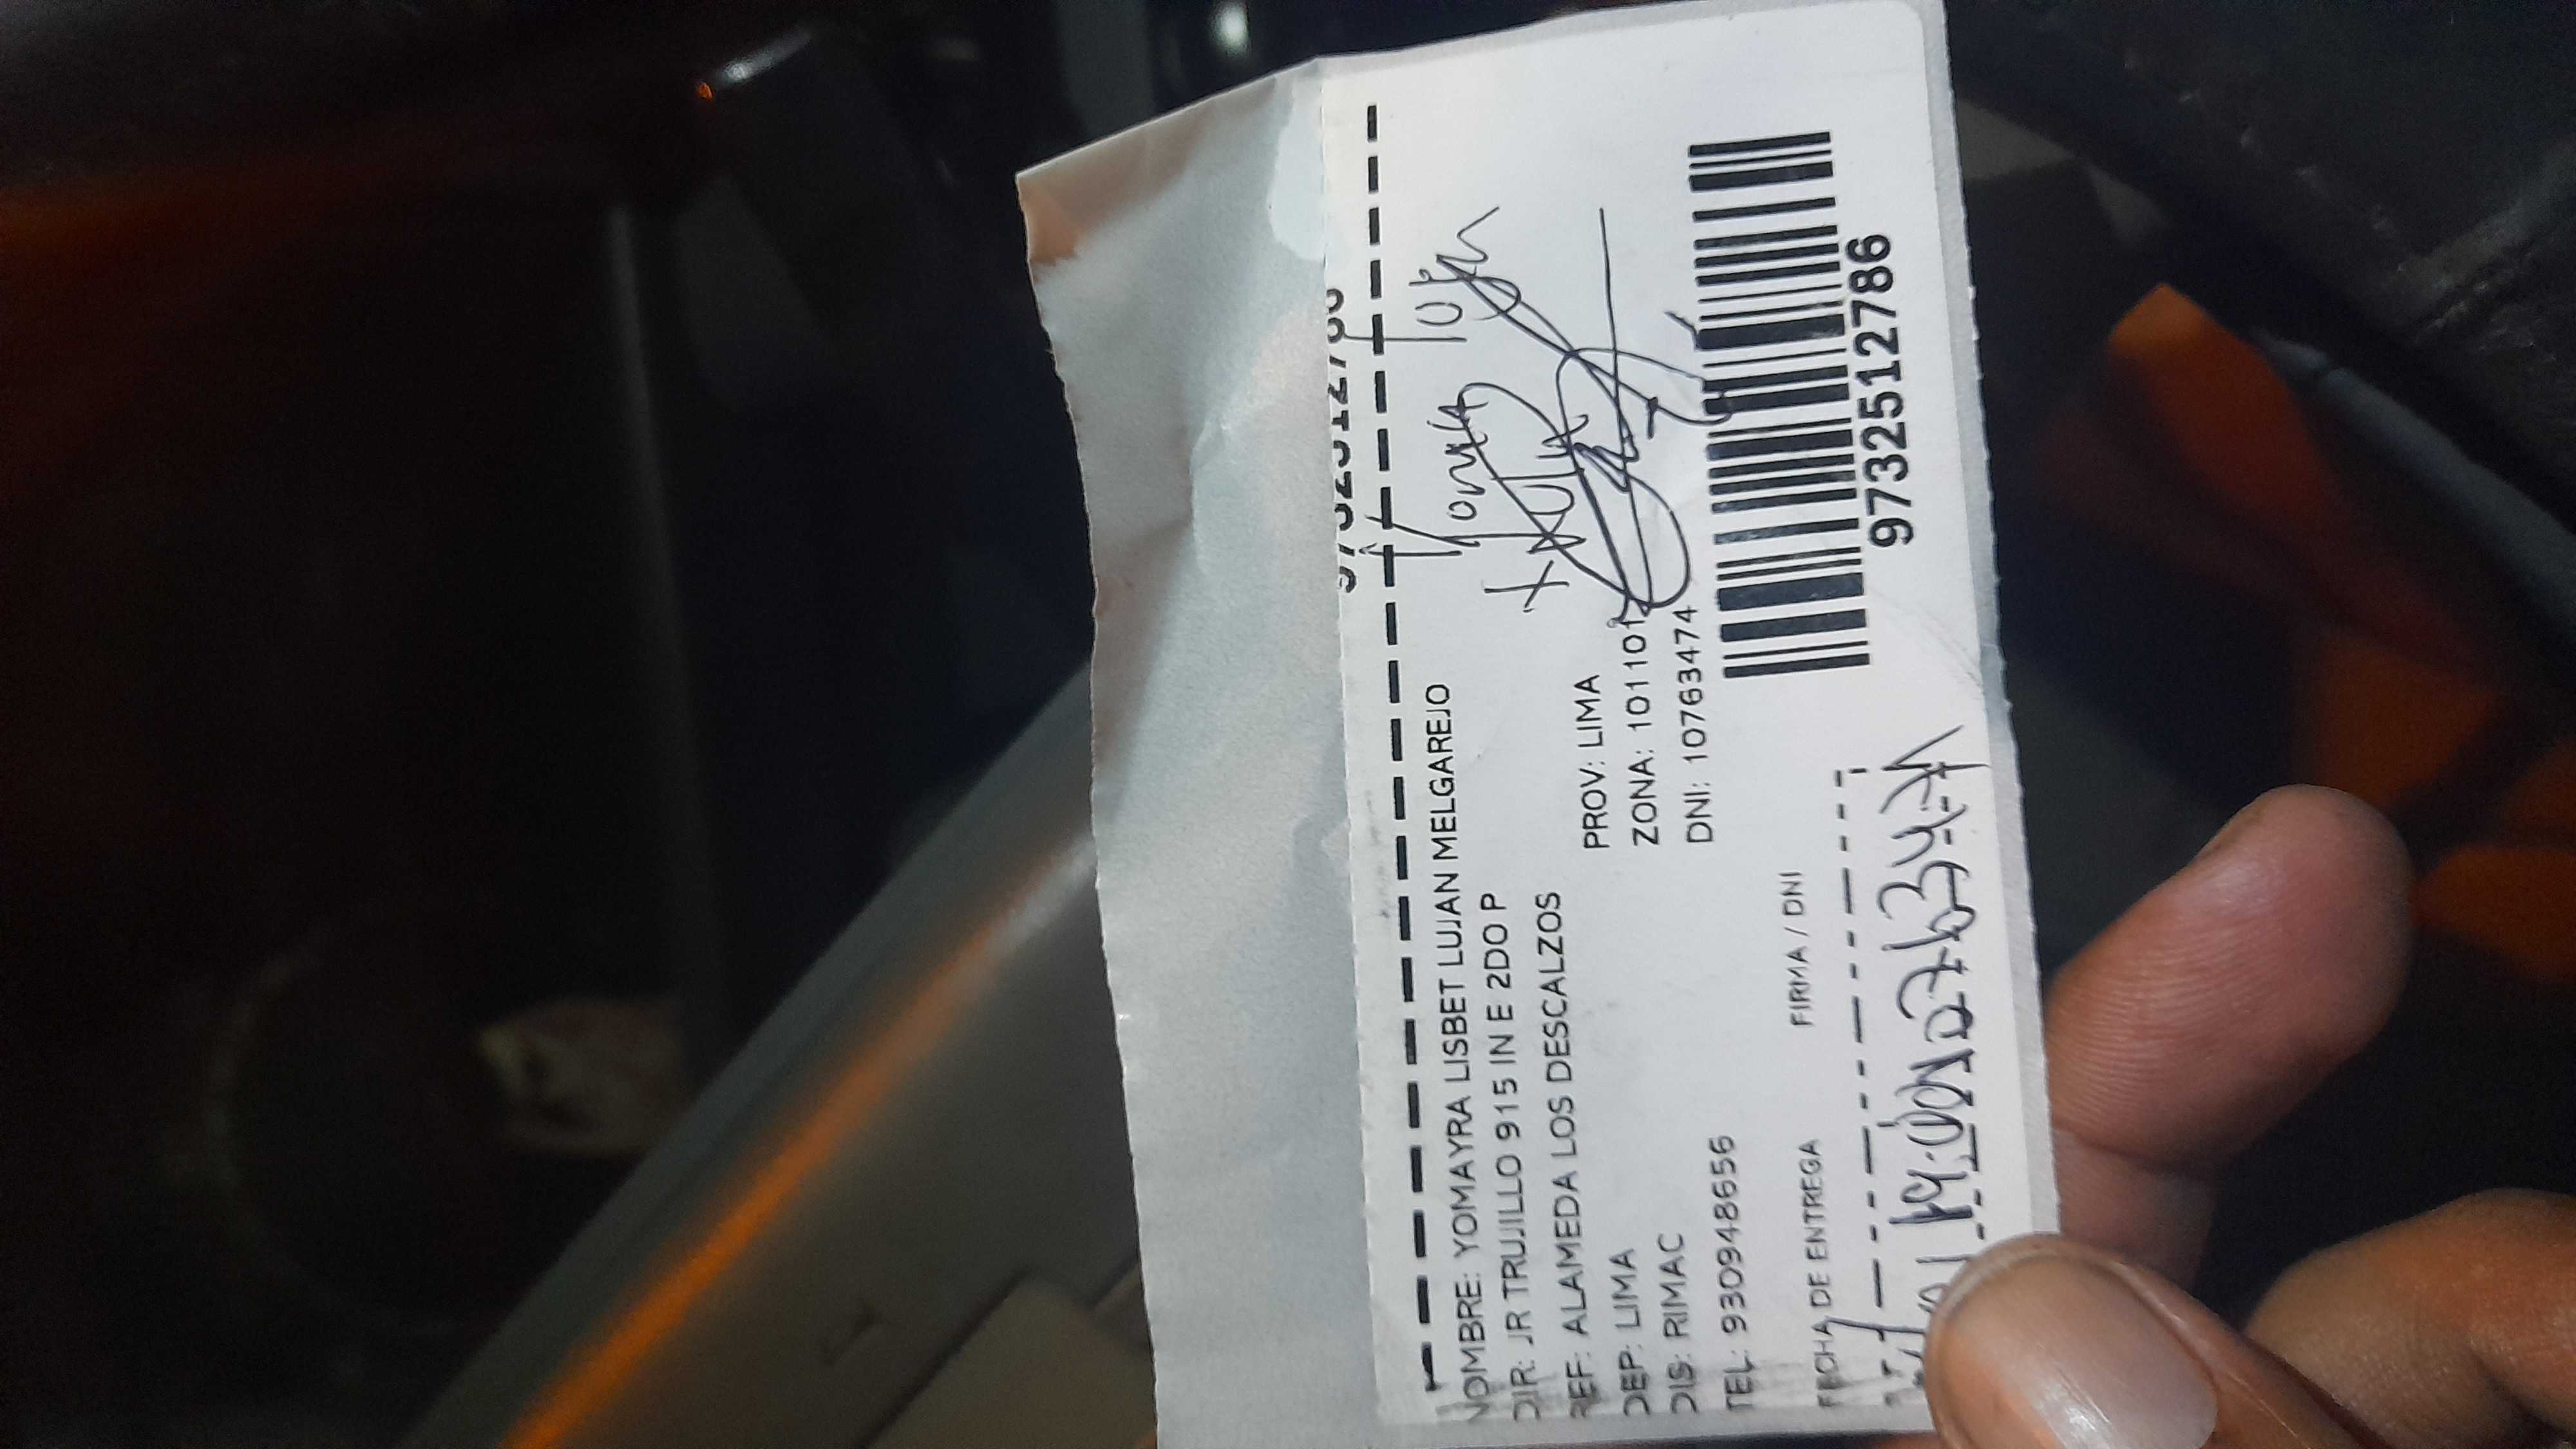 NOMBRE: YOMAYRA LISBET LUJAN MELGAREJO
DIR: JR TRUJILLO 915 IN E 2DO P
REF: ALAMEDA LOS DESCALZOS
DEP: LIMA PROV: LIMA
DIS: RIMAC ZONA: 101101
TEL: 930948656 DNI: 10763474
FECHA DE ENTREGA FIRMA / DNI
9732512786